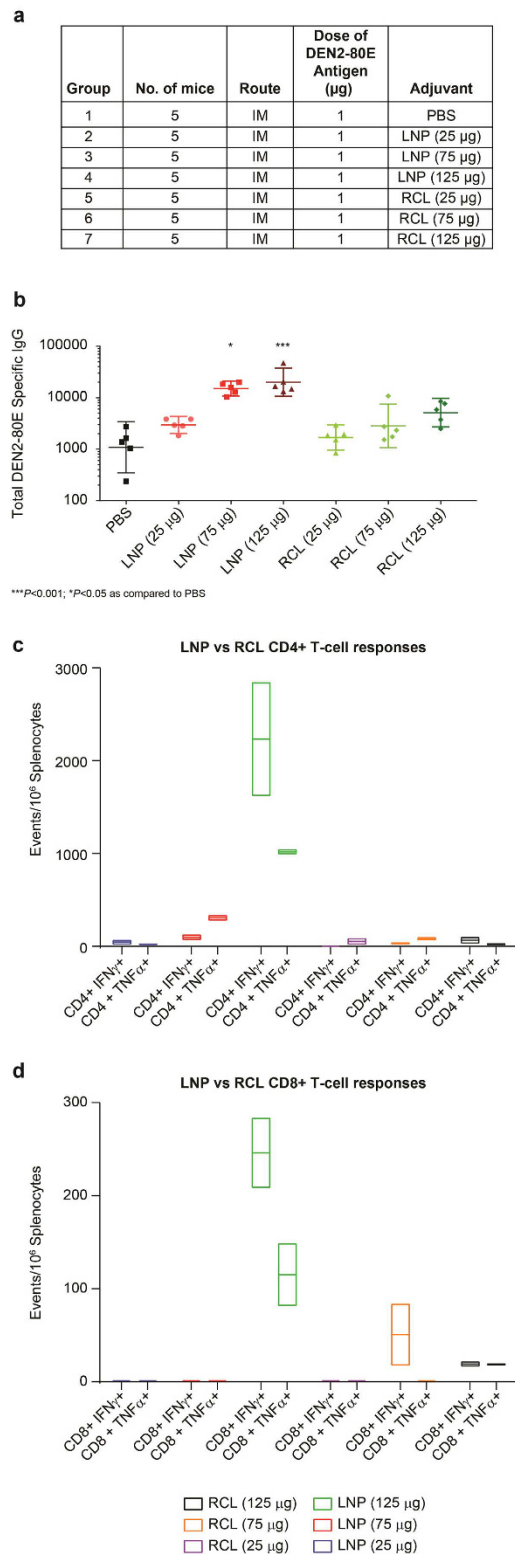 a
Group No. of mice Route Dose of DEN2-80E Antigen (µg) Adjuvant
1 5 IM 1 PBS
2 5 IM 1 LNP (25 µg)
3 5 IM 1 LNP (75 µg)
4 5 IM 1 LNP (125 µg)
5 5 IM 1 RCL (25 µg)
6 5 IM 1 RCL (75 µg)
7 5 IM 1 RCL (125 µg)
b
Total DEN2-80E Specific IgG
100000
10000
1000
100
* ***
PBS LNP (25 µg) LNP (75 µg) LNP (125 µg) RCL (25 µg) RCL (75 µg) RCL (125 µg)
***P<0.001; *P<0.05 as compared to PBS
c
LNP vs RCL CD4+ T-cell responses
Events/10⁶ Splenocytes
3000
2000
1000
0
CD4+ IFNγ+ CD4 + TNFα+ CD4+ IFNγ+ CD4 + TNFα+ CD4+ IFNγ+ CD4 + TNFα+ CD4+ IFNγ+ CD4 + TNFα+ CD4+ IFNγ+ CD4 + TNFα+ CD4+ IFNγ+ CD4 + TNFα+
d
LNP vs RCL CD8+ T-cell responses
Events/10⁶ Splenocytes
300
200
100
0
CD8+ IFNγ+ CD8 + TNFα+ CD8+ IFNγ+ CD8 + TNFα+ CD8+ IFNγ+ CD8 + TNFα+ CD8+ IFNγ+ CD8 + TNFα+ CD8+ IFNγ+ CD8 + TNFα+ CD8+ IFNγ+ CD8 + TNFα+
RCL (125 µg) LNP (125 µg)
RCL (75 µg) LNP (75 µg)
RCL (25 µg) LNP (25 µg)